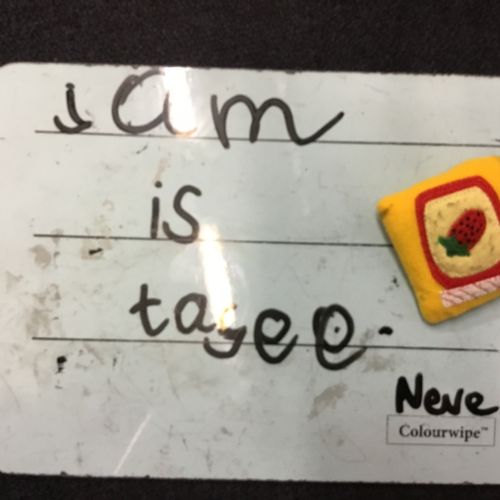 jam
is
tasee.
Neve
Colourwipe™